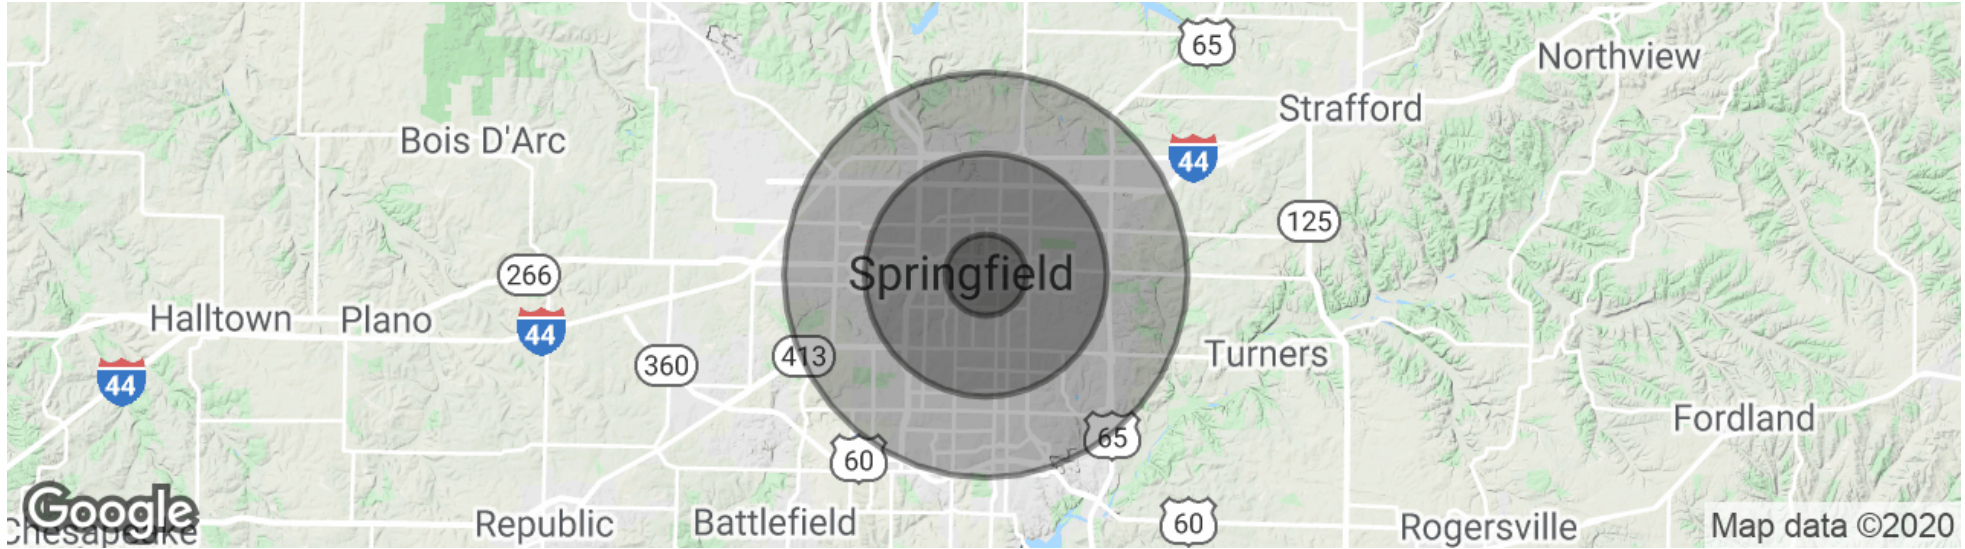 65
Northview
Strafford
Bois D'Arc
44
125
266
Springfield
Halltown
Plano
44
360
413
Turners
44
65
60
Fordland
Google
Chesapeake
Republic
Battlefield
60
Rogersville
Map data ©2020